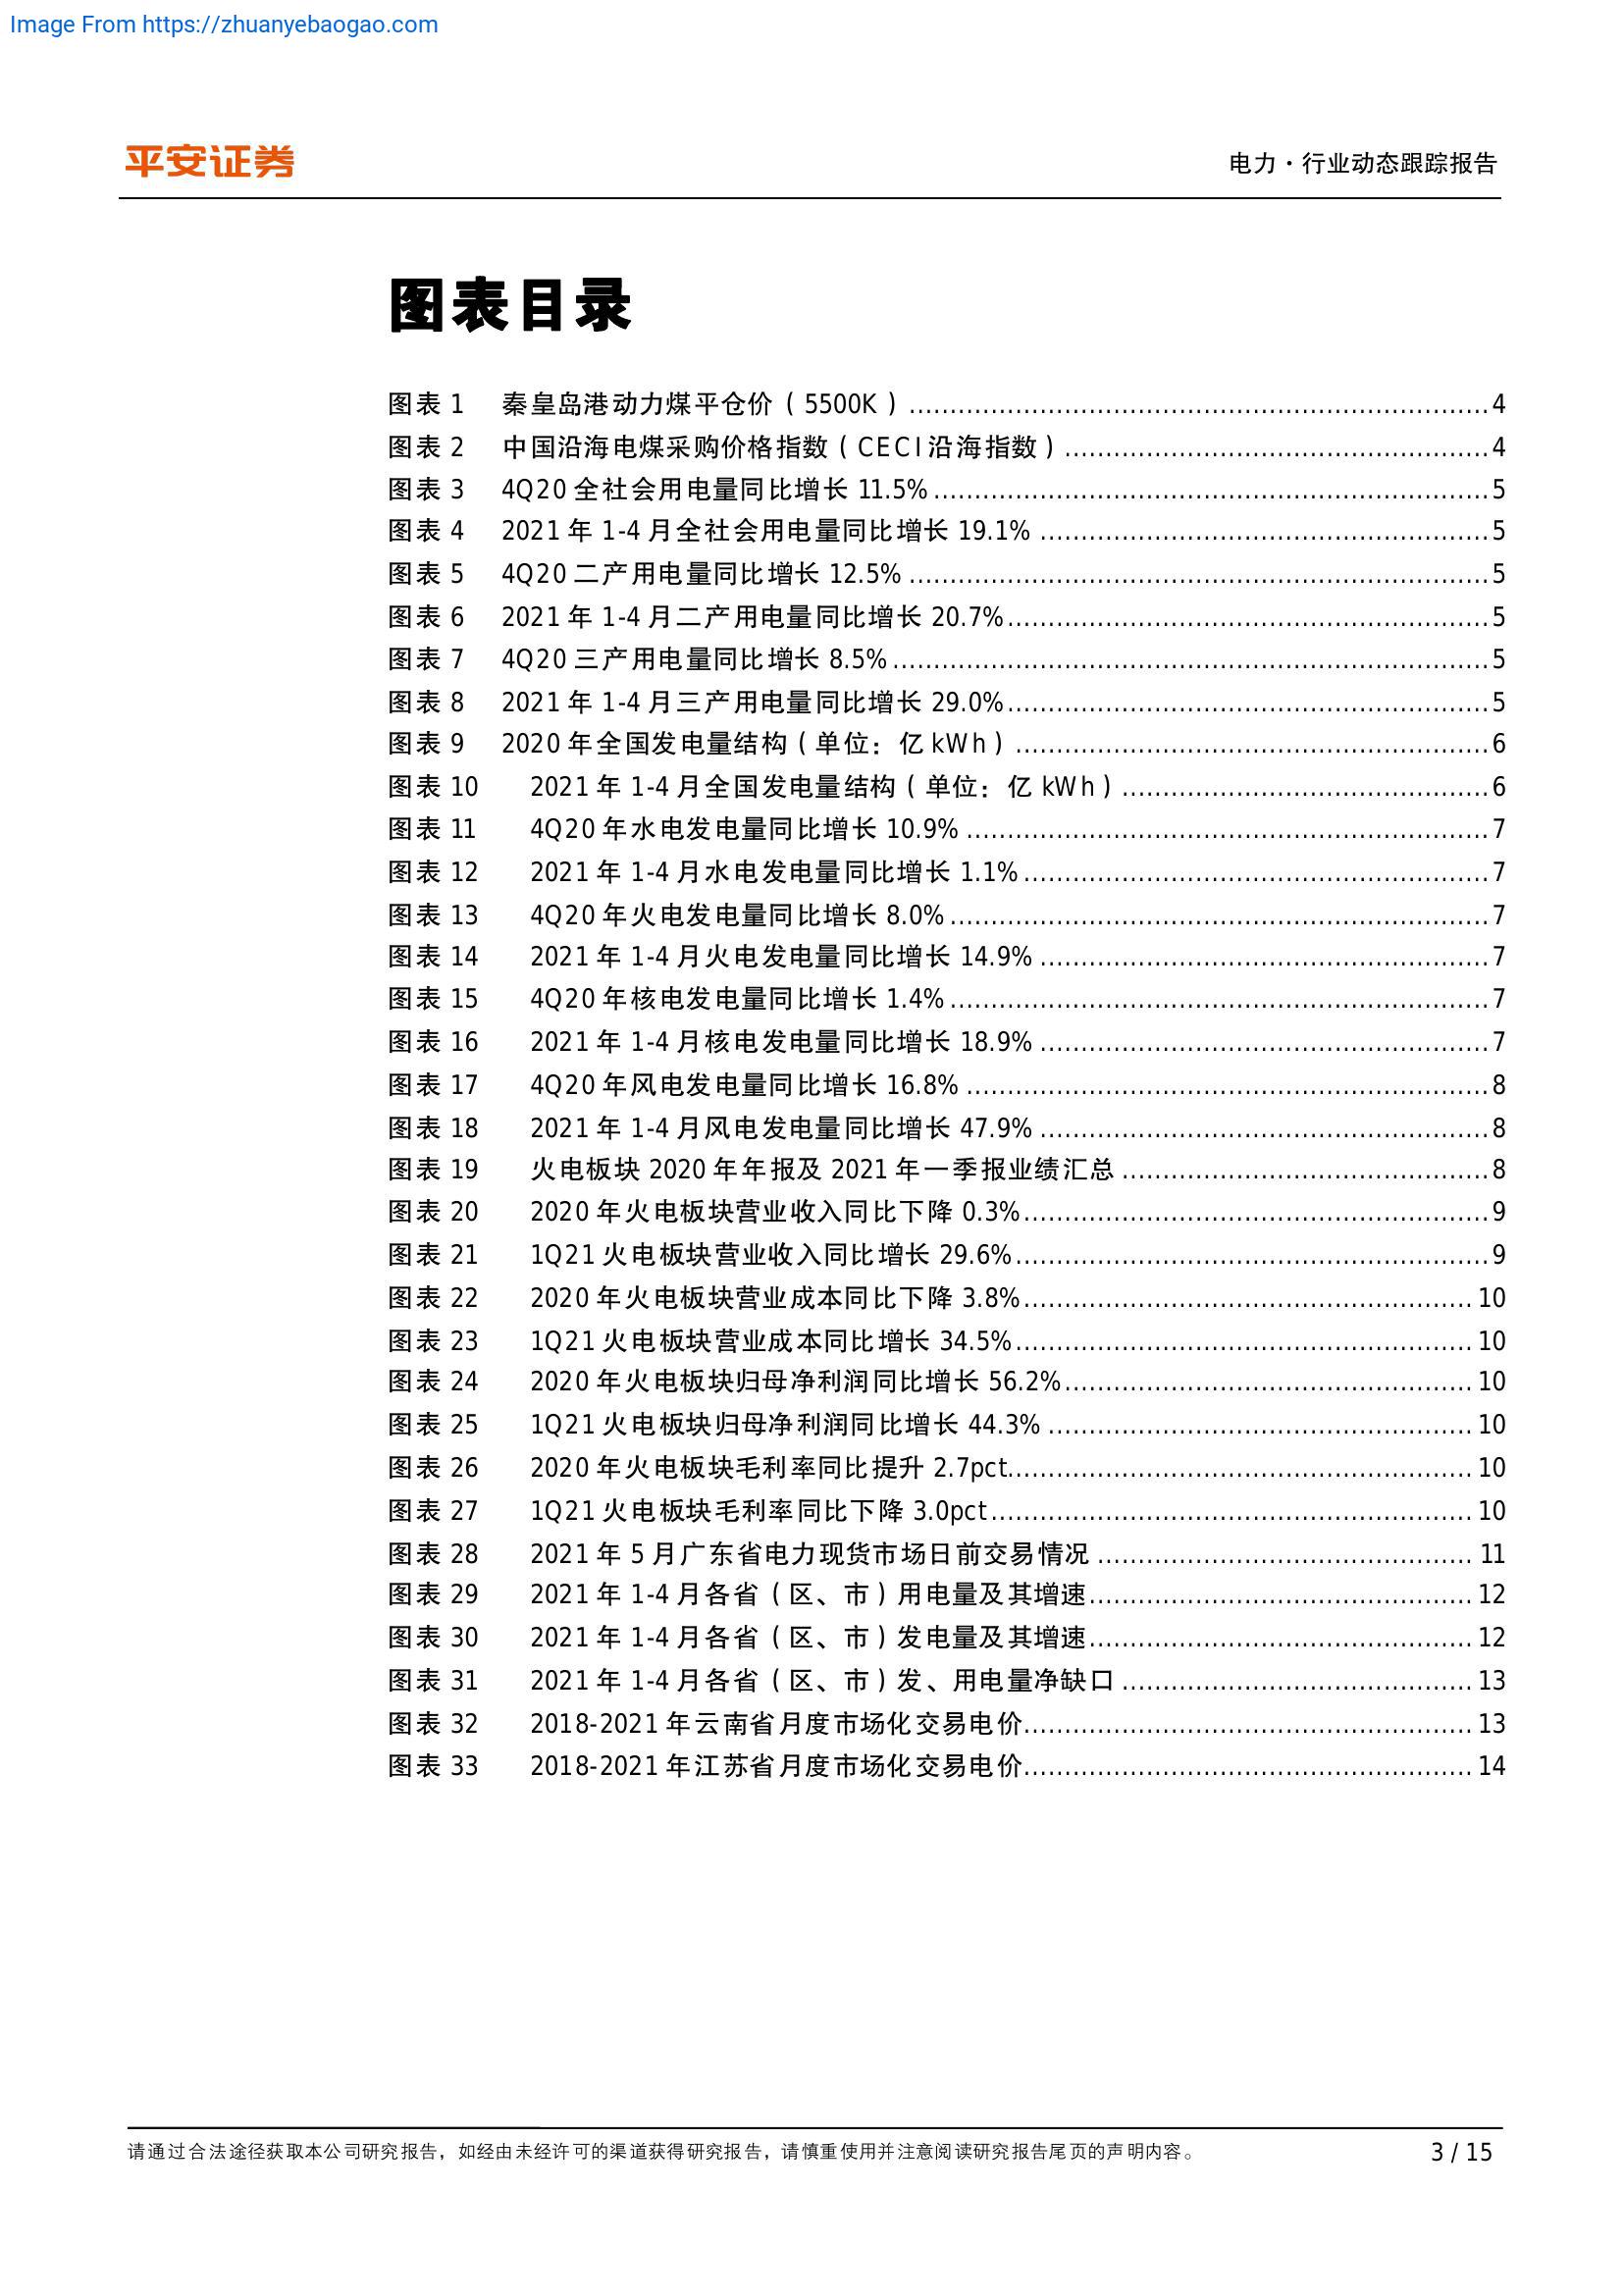 Image From https://zhuanyebaogao.com
平安证券
电力·行业动态跟踪报告
图表目录
图表 1 秦皇岛港动力煤平仓价（5500K）................................4
图表 2 中国沿海电煤采购价格指数（CECI沿海指数）................................4
图表 3 4Q20 全社会用电量同比增长 11.5%................................5
图表 4 2021 年 1-4 月全社会用电量同比增长 19.1%................................5
图表 5 4Q20 二产用电量同比增长 12.5%................................5
图表 6 2021 年 1-4 月二产用电量同比增长 20.7%................................5
图表 7 4Q20 三产用电量同比增长 8.5%................................5
图表 8 2021 年 1-4 月三产用电量同比增长 29.0%................................5
图表 9 2020 年全国发电量结构（单位：亿 kWh）................................6
图表 10 2021 年 1-4 月全国发电量结构（单位：亿 kWh）................................6
图表 11 4Q20 年水电发电量同比增长 10.9%................................7
图表 12 2021 年 1-4 月水电发电量同比增长 1.1%................................7
图表 13 4Q20 年火电发电量同比增长 8.0%................................7
图表 14 2021 年 1-4 月火电发电量同比增长 14.9%................................7
图表 15 4Q20 年核电发电量同比增长 1.4%................................7
图表 16 2021 年 1-4 月核电发电量同比增长 18.9%................................7
图表 17 4Q20 年风电发电量同比增长 16.8%................................8
图表 18 2021 年 1-4 月风电发电量同比增长 47.9%................................8
图表 19 火电板块 2020 年年报及 2021 年一季报业绩汇总................................8
图表 20 2020 年火电板块营业收入同比下降 0.3%................................9
图表 21 1Q21 火电板块营业收入同比增长 29.6%................................9
图表 22 2020 年火电板块营业成本同比下降 3.8%................................10
图表 23 1Q21 火电板块营业成本同比增长 34.5%................................10
图表 24 2020 年火电板块归母净利润同比增长 56.2%................................10
图表 25 1Q21 火电板块归母净利润同比增长 44.3%................................10
图表 26 2020 年火电板块毛利率同比提升 2.7pct................................10
图表 27 1Q21 火电板块毛利率同比下降 3.0pct................................10
图表 28 2021 年 5 月广东省电力现货市场日前交易情况................................11
图表 29 2021 年 1-4 月各省（区、市）用电量及其增速................................12
图表 30 2021 年 1-4 月各省（区、市）发电量及其增速................................12
图表 31 2021 年 1-4 月各省（区、市）发、用电量净缺口................................13
图表 32 2018-2021 年云南省月度市场化交易电价................................13
图表 33 2018-2021 年江苏省月度市场化交易电价................................14
请通过合法途径获取本公司研究报告，如经由未经许可的渠道获得研究报告，请慎重使用并注意阅读研究报告尾页的声明内容。
3 / 15